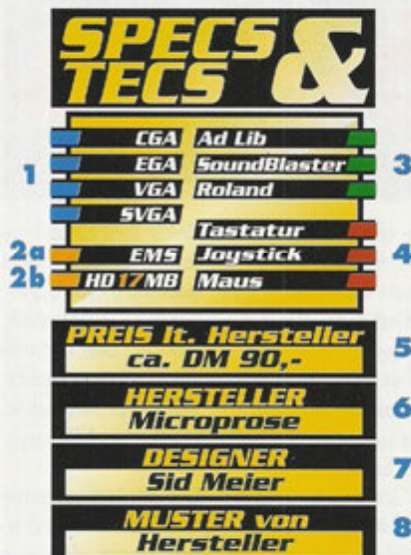 SPECS &
TECS
1
CGA Ad Lib
EGA SoundBlaster
VGA Roland
SVGA
3
Tastatur
2a
EMS Joystick
4
2b
HD 17MB Maus
PREIS lt. Hersteller
ca. DM 90,-
5
HERSTELLER
Microprose
6
DESIGNER
Sid Meier
7
MUSTER von
Hersteller
8